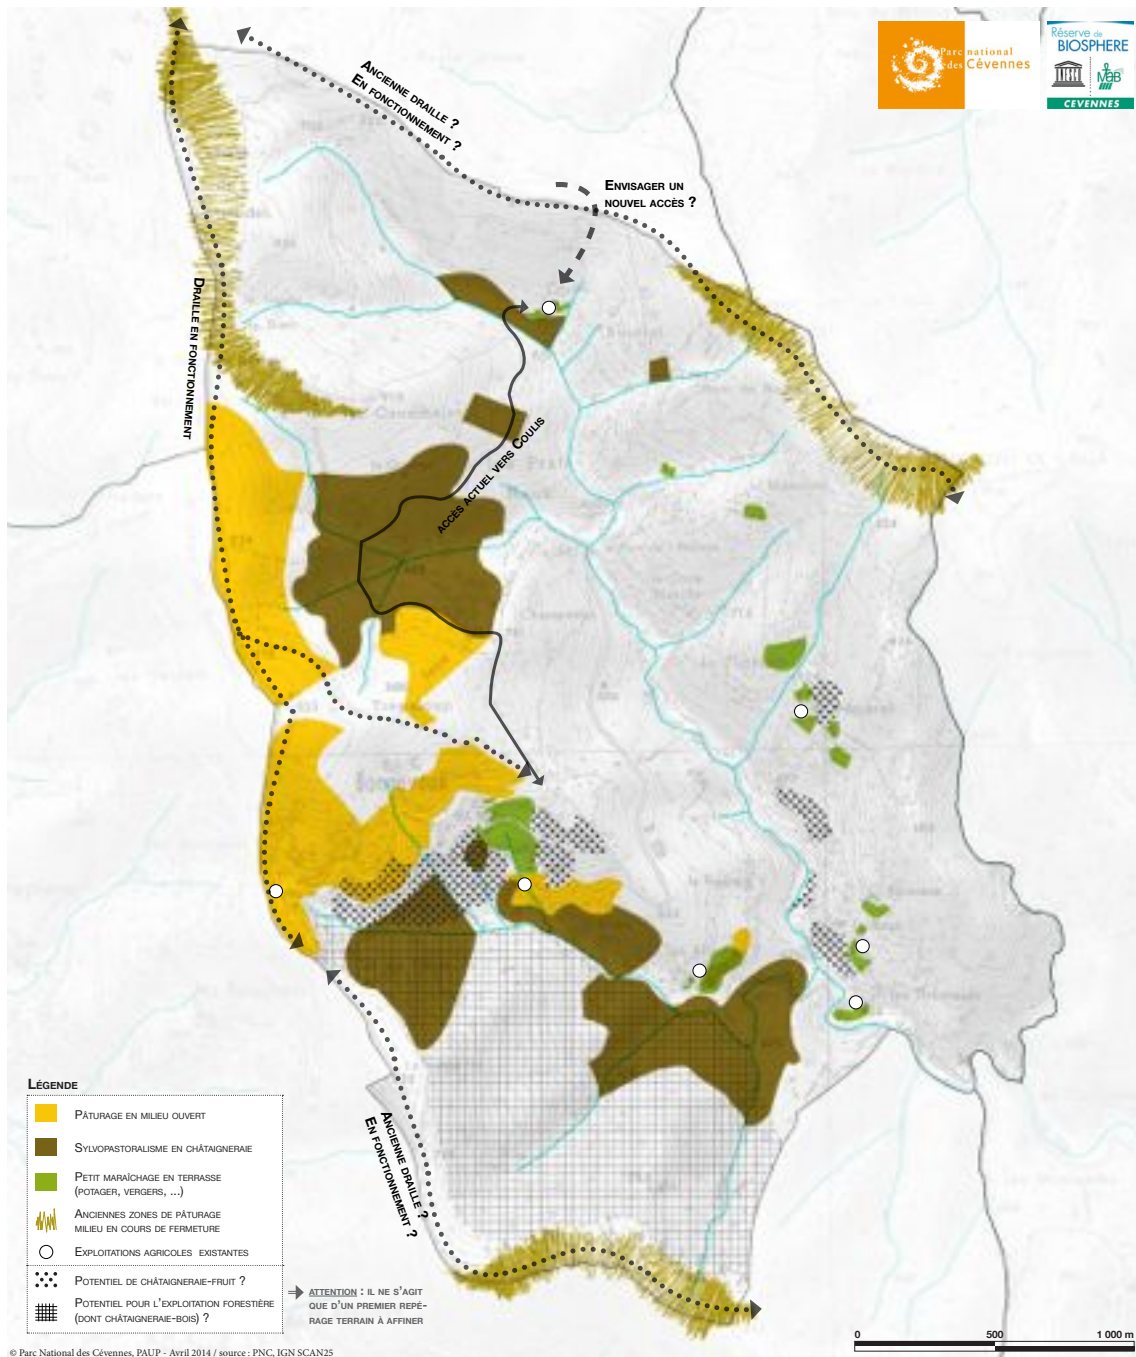 Parc national
des Cévennes
Réserve de
BIOSPHERE
MAB
CEVENNES
ANCIENNE DRAILLE ?
EN FONCTIONNEMENT ?
ENVISAGER UN
NOUVEL ACCÈS ?
DRAILLE EN FONCTIONNEMENT
ACCÈS ACTUEL VERS COULIS
ANCIENNE DRAILLE ?
EN FONCTIONNEMENT ?
LÉGENDE
PÂTURAGE EN MILIEU OUVERT
SYLVOPASTORALISME EN CHÂTAIGNERAIE
PETIT MARAÎCHAGE EN TERRASSE
(POTAGER, VERGERS, ...)
ANCIENNES ZONES DE PÂTURAGE
MILIEU EN COURS DE FERMETURE
EXPLOITATIONS AGRICOLES EXISTANTES
POTENTIEL DE CHÂTAIGNERAIE-FRUIT ?
POTENTIEL POUR L'EXPLOITATION FORESTIÈRE
(DONT CHÂTAIGNERAIE-BOIS) ?
ATTENTION : IL NE S'AGIT
QUE D'UN PREMIER REPÉ-
RAGE TERRAIN À AFFINER
0 500 1 000 m
© Parc National des Cévennes, PAUP - Avril 2014 / source : PNC, IGN SCAN25